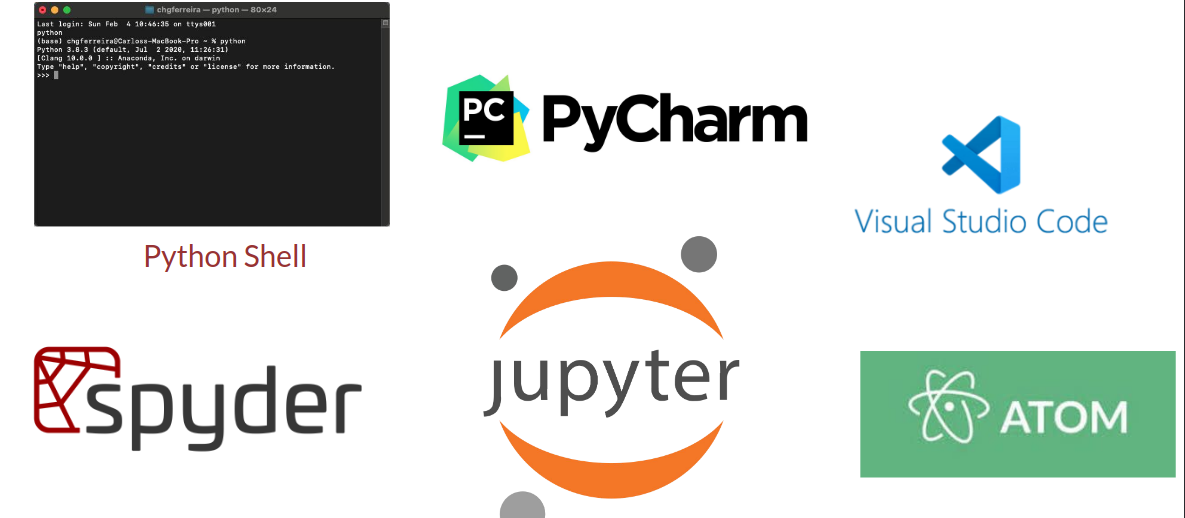 chgferreira — python — 80×24
Last login: Sun Feb  4 10:46:35 on ttys001
python
(base) chgferreira@Carloss-MacBook-Pro ~ % python
Python 3.8.3 (default, Jul  2 2020, 11:26:31)
[Clang 10.0.0 ] :: Anaconda, Inc. on darwin
Type "help", "copyright", "credits" or "license" for more information.
>>>
Python Shell
PC
PyCharm
Visual Studio Code
spyder
jupyter
ATOM